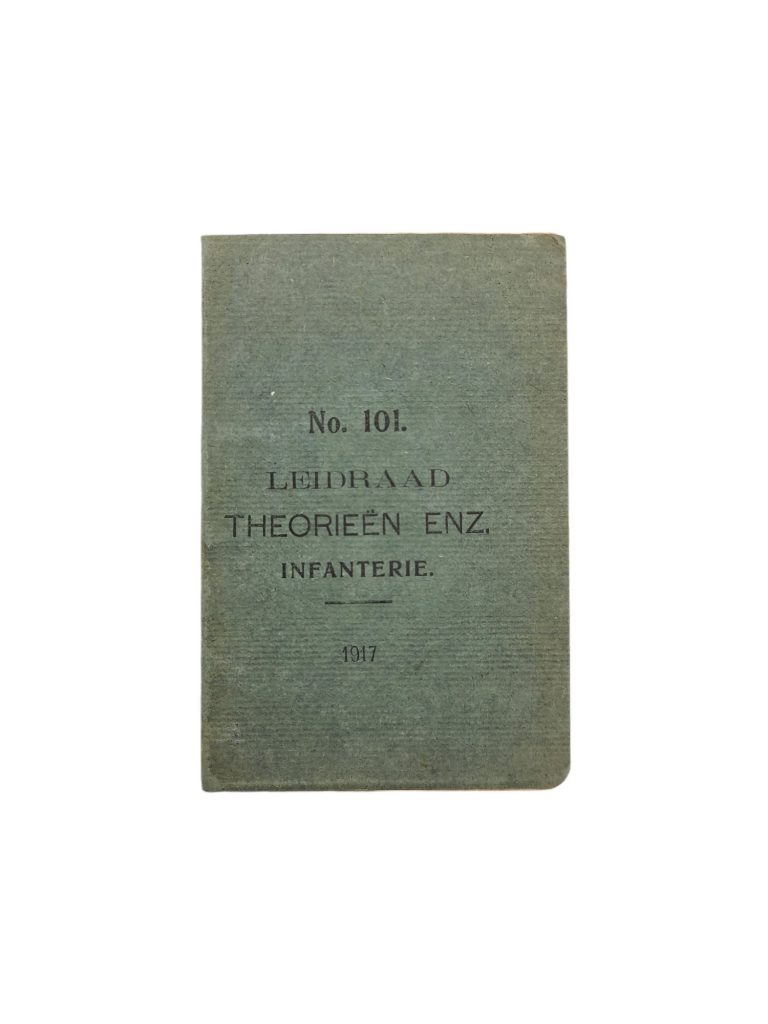 No. 101.
LEIDRAAD
THEORIEËN ENZ.
INFANTERIE.
1917